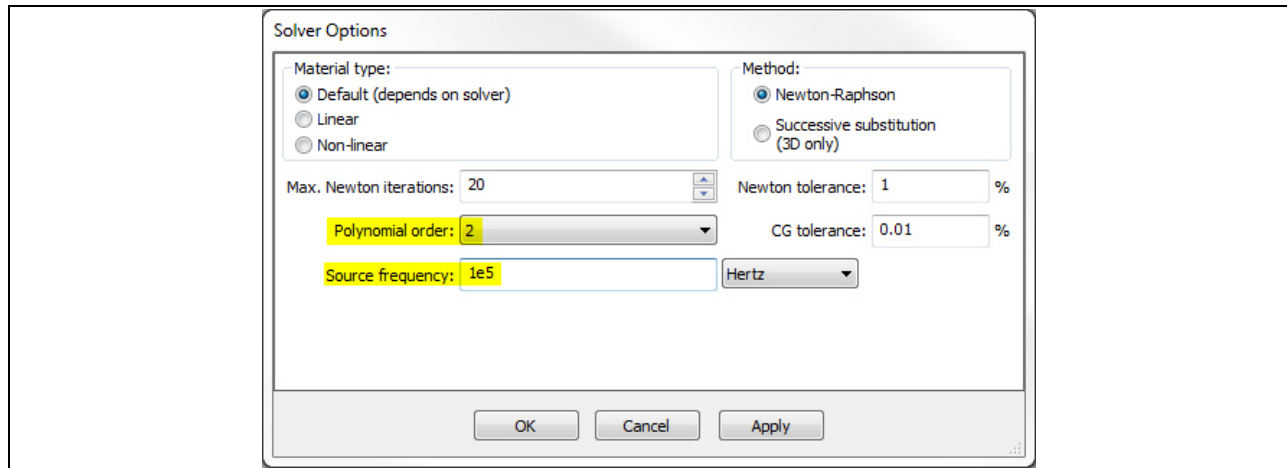 Solver Options
Material type:
Default (depends on solver)
Linear
Non-linear
Method:
Newton-Raphson
Successive substitution
(3D only)
Max. Newton iterations: 20
Newton tolerance: 1 %
Polynomial order: 2
CG tolerance: 0.01 %
Source frequency: 1e5 Hertz
OK Cancel Apply